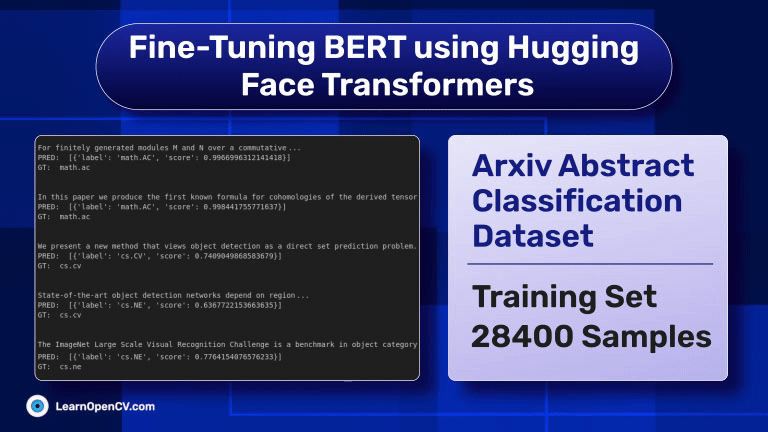 Fine-Tuning BERT using Hugging
Face Transformers
For finitely generated modules M and N over a commutative...
PRED:  [{'label': 'math.AC', 'score': 0.9966996312141418}]
GT:  math.ac
In this paper we produce the first known formula for cohomologies of the derived tensor
PRED:  [{'label': 'math.AC', 'score': 0.998441755771637}]
GT:  math.ac
We present a new method that views object detection as a direct set prediction problem.
PRED:  [{'label': 'cs.CV', 'score': 0.7409049868583679}]
GT:  cs.cv
State-of-the-art object detection networks depend on region...
PRED:  [{'label': 'cs.NE', 'score': 0.6367722153663635}]
GT:  cs.cv
The ImageNet Large Scale Visual Recognition Challenge is a benchmark in object category
PRED:  [{'label': 'cs.NE', 'score': 0.7764154076576233}]
GT:  cs.ne
Arxiv Abstract
Classification
Dataset
Training Set
28400 Samples
LearnOpenCV.com